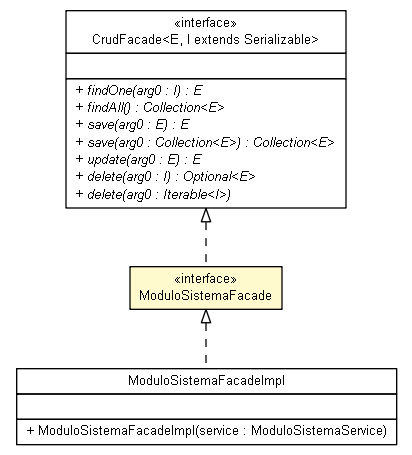 «interface»
CrudFacade<E, I extends Serializable>
+ findOne(arg0 : I) : E
+ findAll() : Collection<E>
+ save(arg0 : E) : E
+ save(arg0 : Collection<E>) : Collection<E>
+ update(arg0 : E) : E
+ delete(arg0 : I) : Optional<E>
+ delete(arg0 : Iterable<I>)
«interface»
ModuloSistemaFacade
ModuloSistemaFacadeImpl
+ ModuloSistemaFacadeImpl(service : ModuloSistemaService)